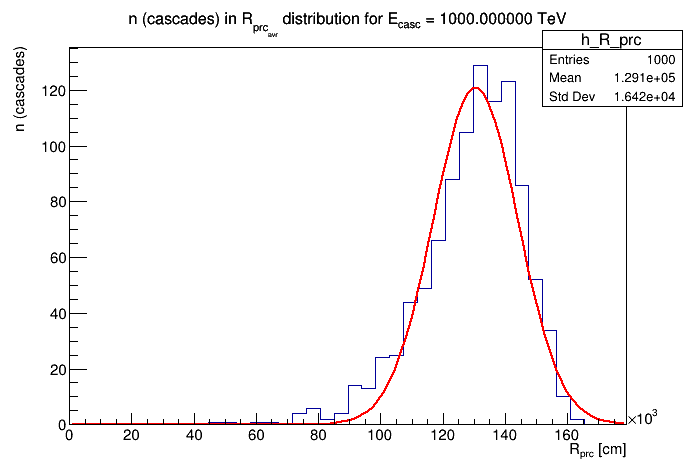 n (cascades) in R_prc_awr distribution for E_casc = 1000.000000 TeV
h_R_prc
Entries 1000
Mean 1.291e+05
Std Dev 1.642e+04
n (cascades)
120
100
80
60
40
20
0
0 20 40 60 80 100 120 140 160
×10³
R_prc [cm]